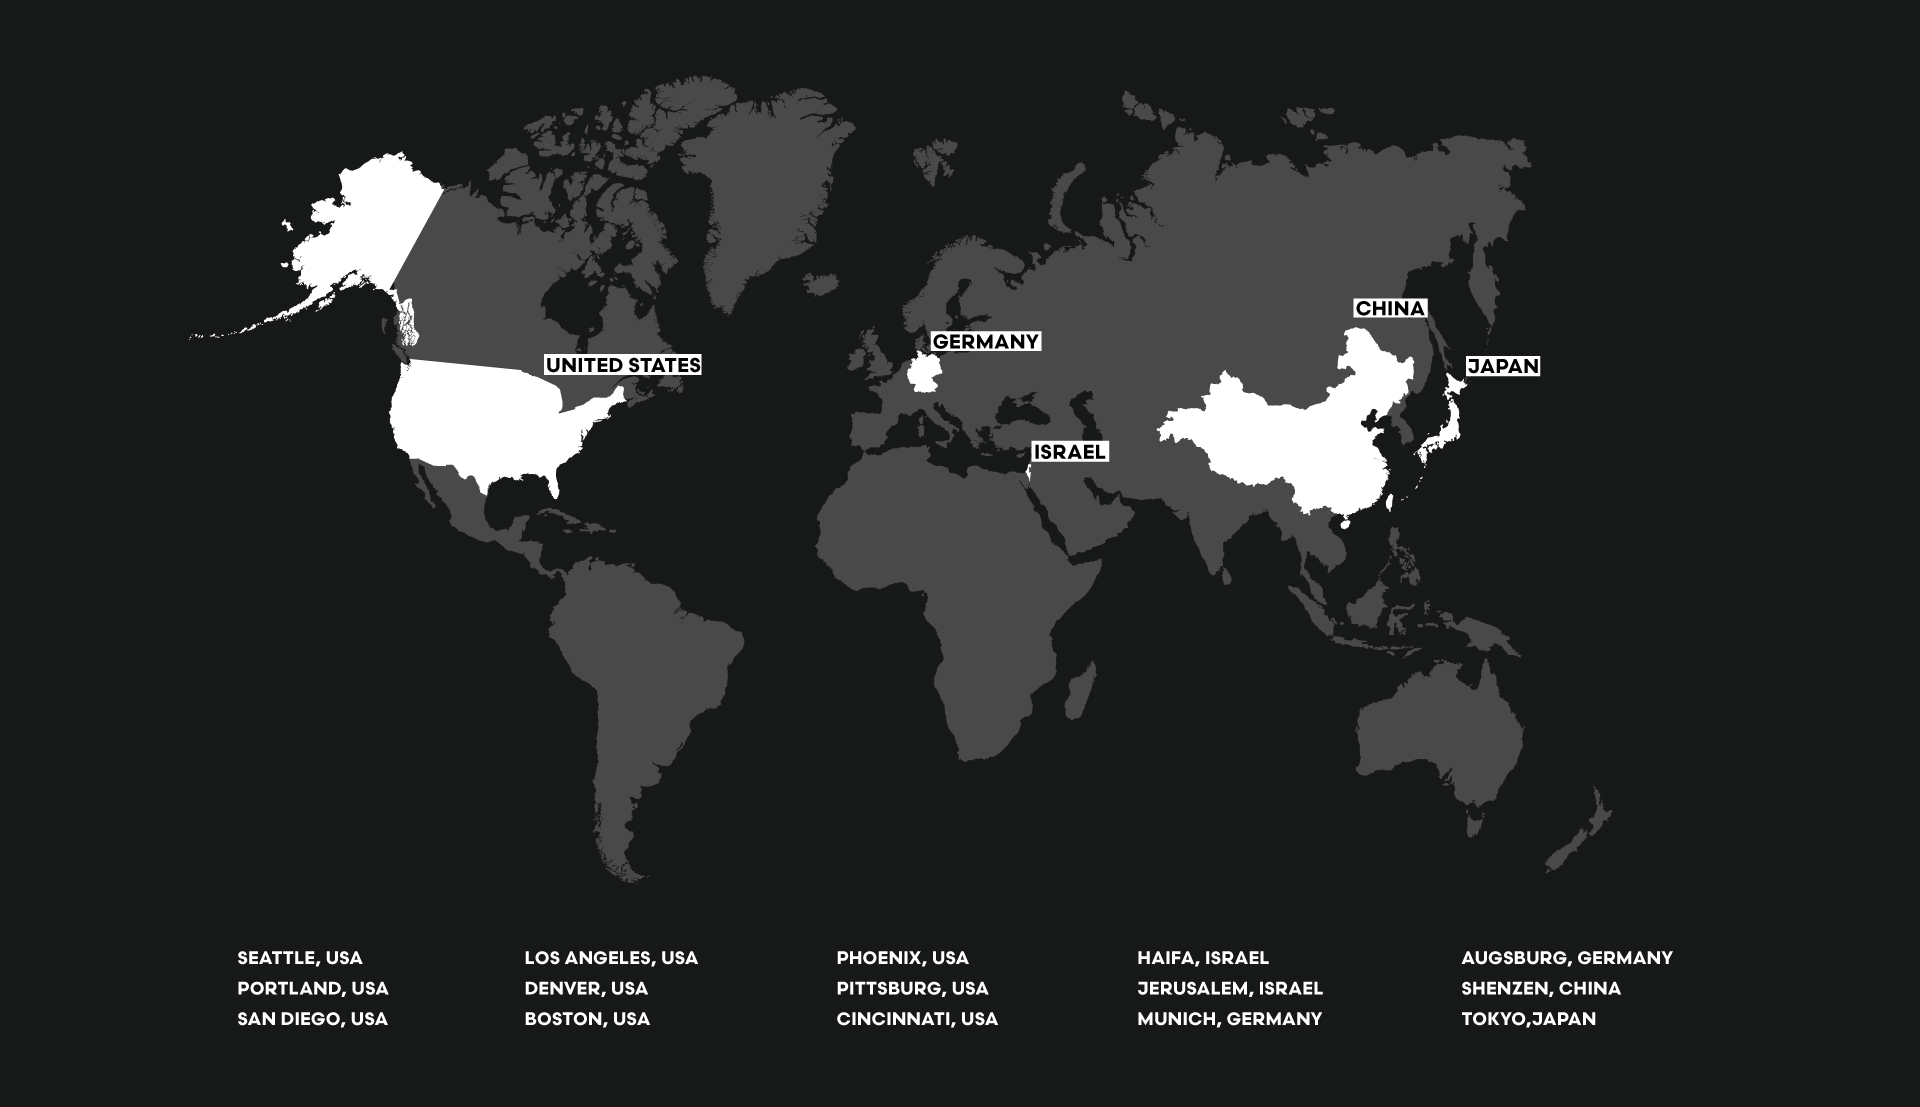 CHINA
GERMANY
UNITED STATES
JAPAN
ISRAEL
SEATTLE, USA
PORTLAND, USA
SAN DIEGO, USA
LOS ANGELES, USA
DENVER, USA
BOSTON, USA
PHOENIX, USA
PITTSBURG, USA
CINCINNATI, USA
HAIFA, ISRAEL
JERUSALEM, ISRAEL
MUNICH, GERMANY
AUGSBURG, GERMANY
SHENZEN, CHINA
TOKYO,JAPAN